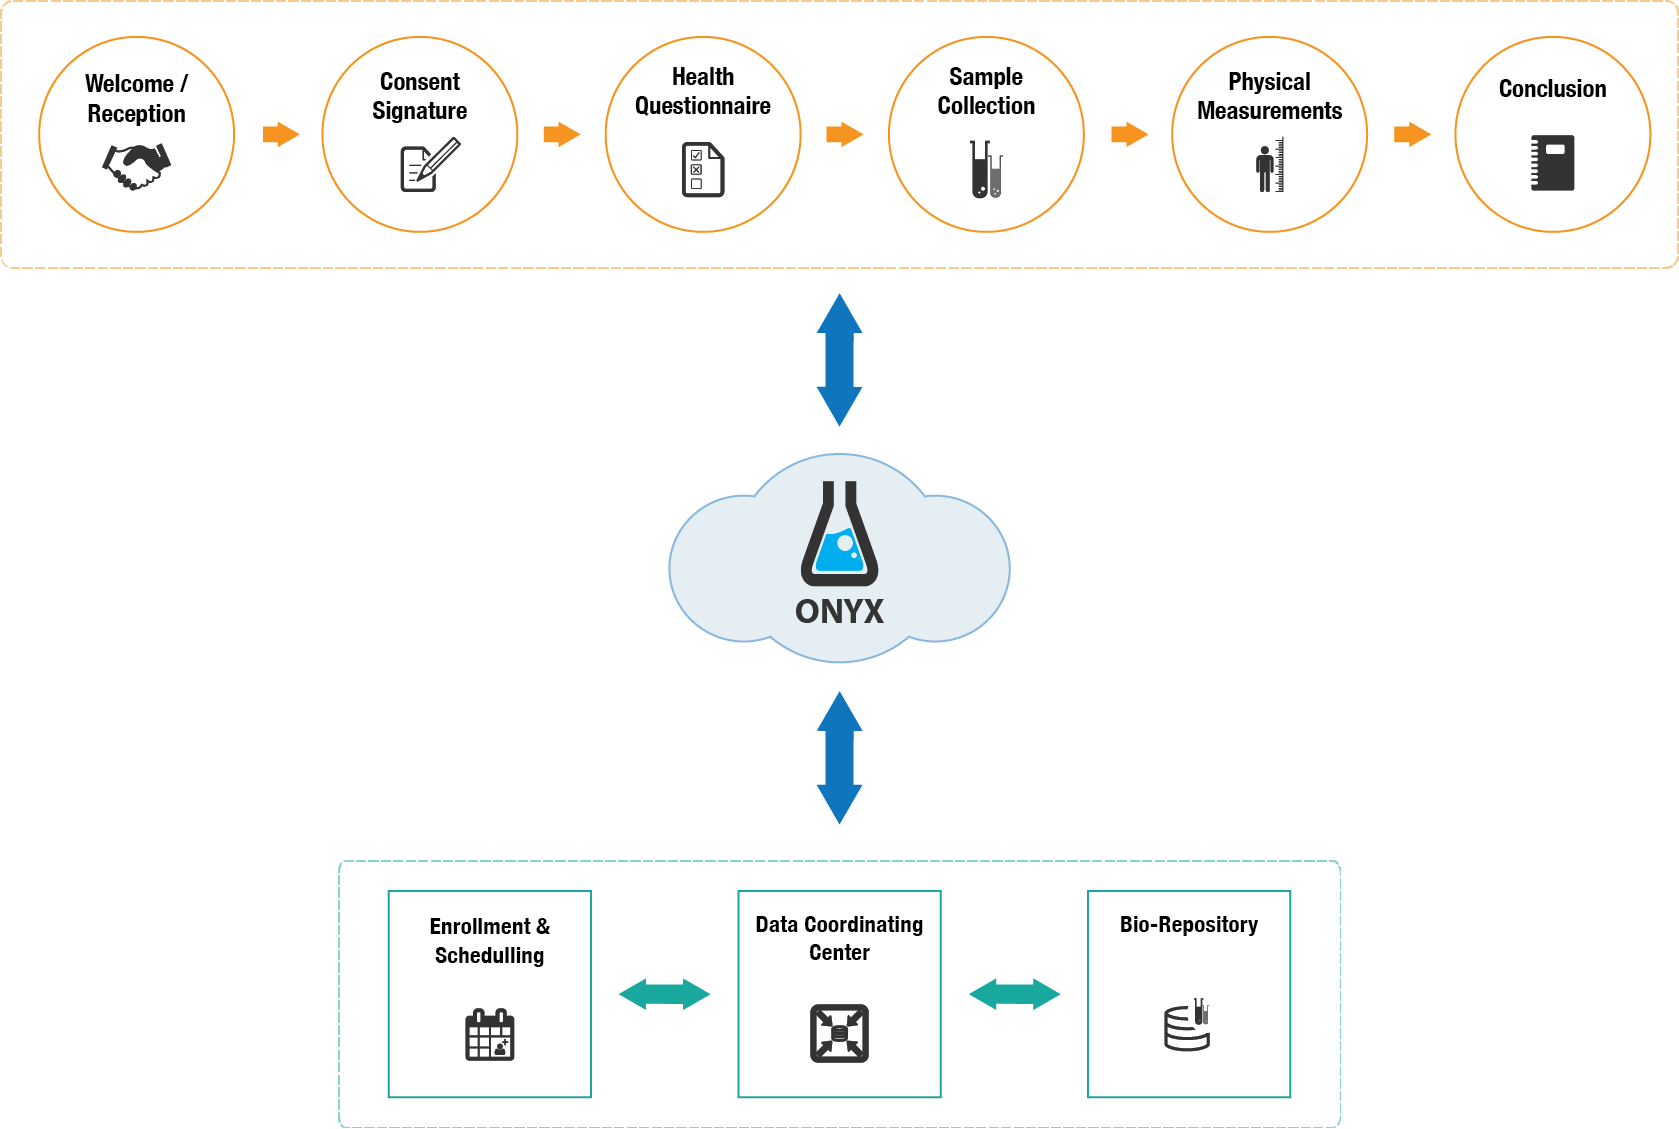 Welcome /
Reception
Consent
Signature
Health
Questionnaire
Sample
Collection
Physical
Measurements
Conclusion
ONYX
Enrollment &
Schedulling
Data Coordinating
Center
Bio-Repository